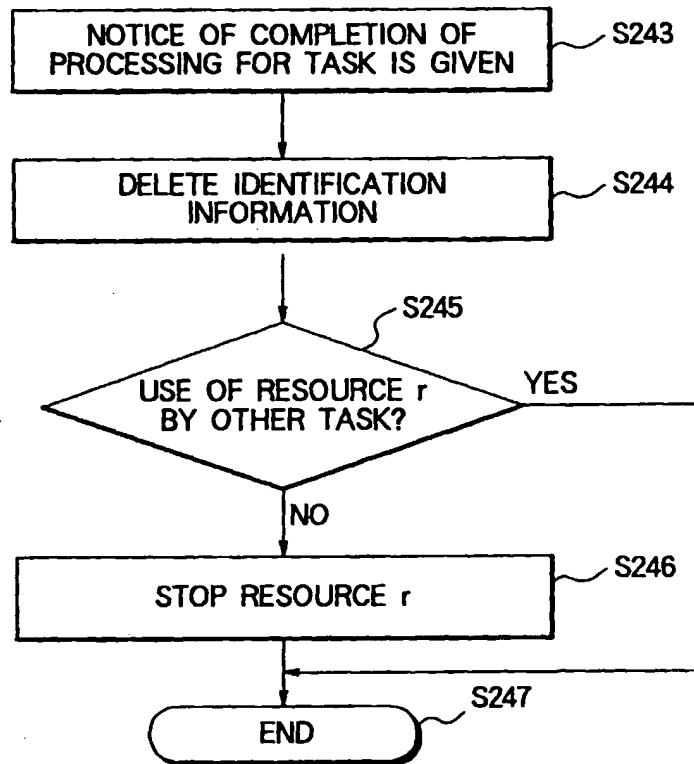 NOTICE OF COMPLETION OF
PROCESSING FOR TASK IS GIVEN
S243
DELETE IDENTIFICATION
INFORMATION
S244
S245
USE OF RESOURCE r
BY OTHER TASK?
YES
NO
STOP RESOURCE r
S246
S247
END